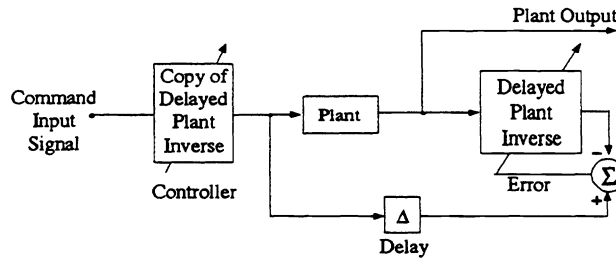 Plant Output
Command
Input
Signal
Copy of
Delayed
Plant
Inverse
Controller
Plant
Delayed
Plant
Inverse
Error
−
Σ
+
Δ
Delay